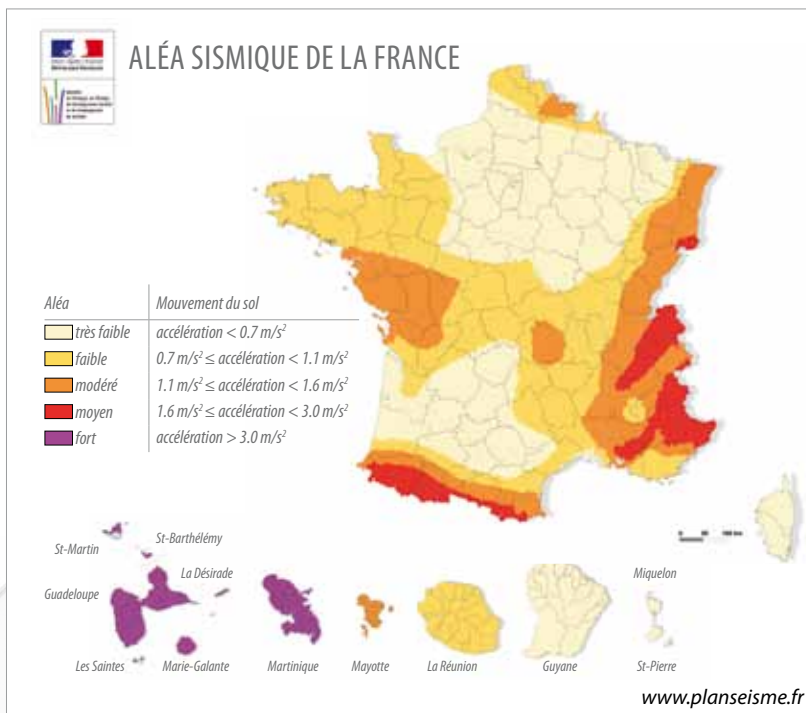 ALÉA SISMIQUE DE LA FRANCE
Aléa Mouvement du sol
très faible accélération < 0.7 m/s²
faible 0.7 m/s² ≤ accélération < 1.1 m/s²
modéré 1.1 m/s² ≤ accélération < 1.6 m/s²
moyen 1.6 m/s² ≤ accélération < 3.0 m/s²
fort accélération > 3.0 m/s²
St-Martin
St-Barthélémy
La Désirade
Guadeloupe
Les Saintes
Marie-Galante
Martinique
Mayotte
La Réunion
Guyane
Miquelon
St-Pierre
www.planseisme.fr